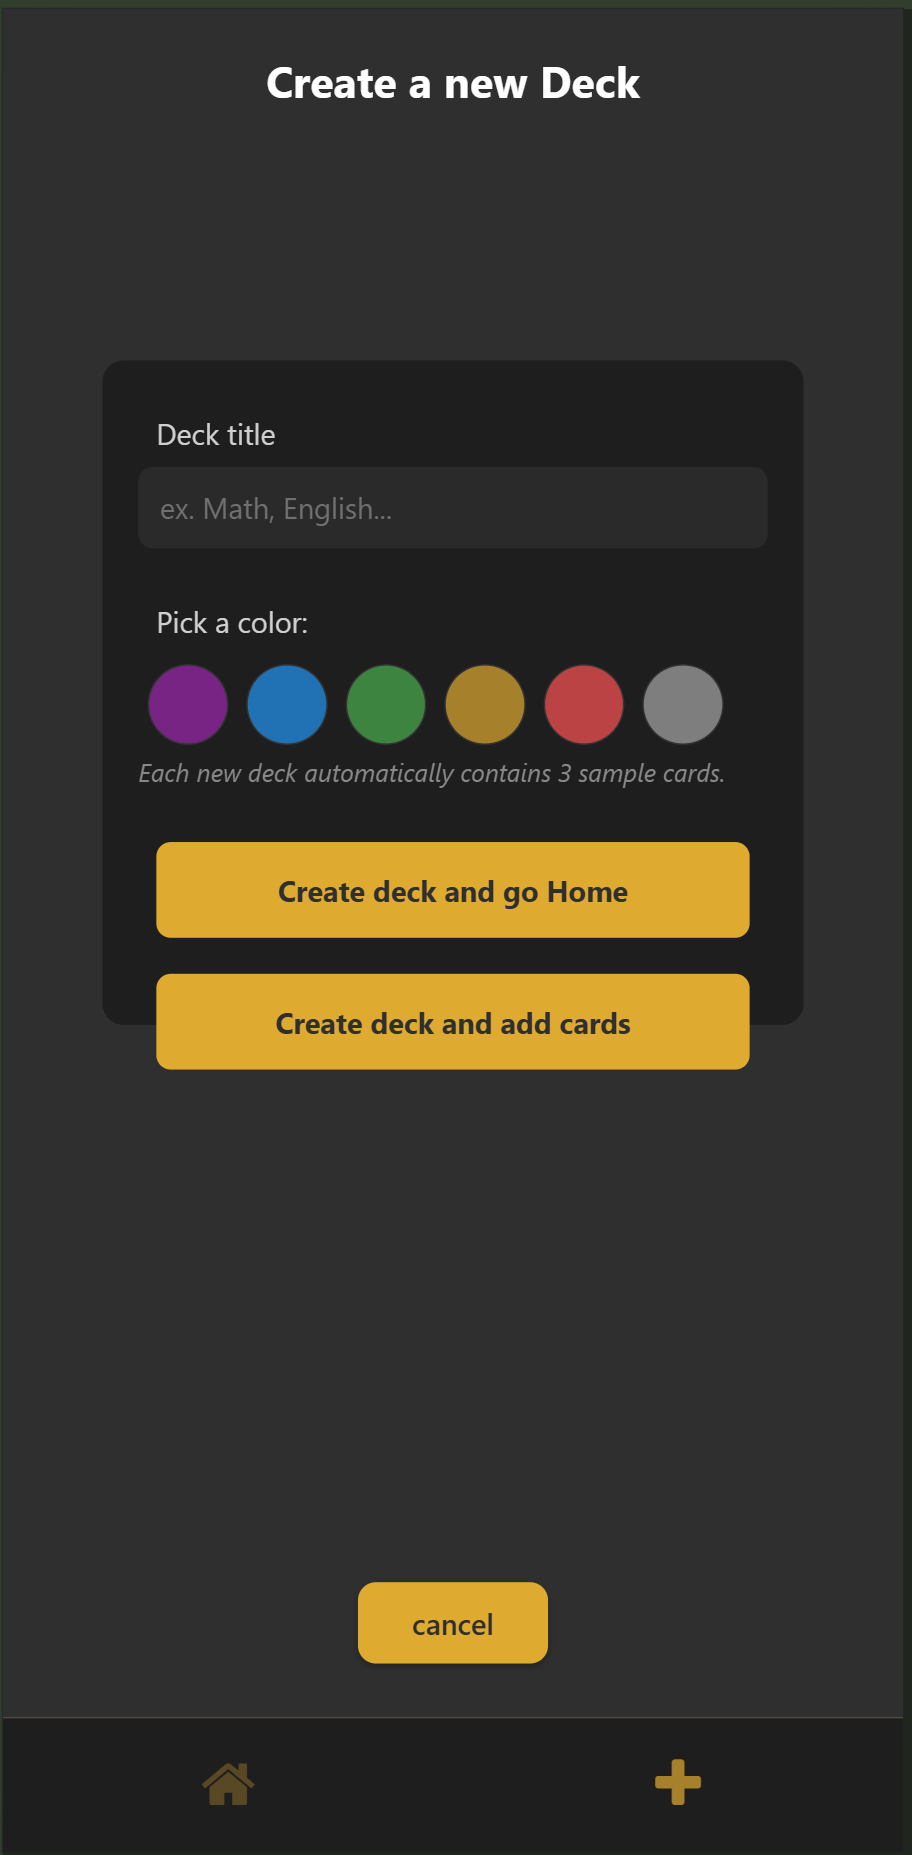 Create a new Deck
Deck title
ex. Math, English...
Pick a color:
Each new deck automatically contains 3 sample cards.
Create deck and go Home
Create deck and add cards
cancel